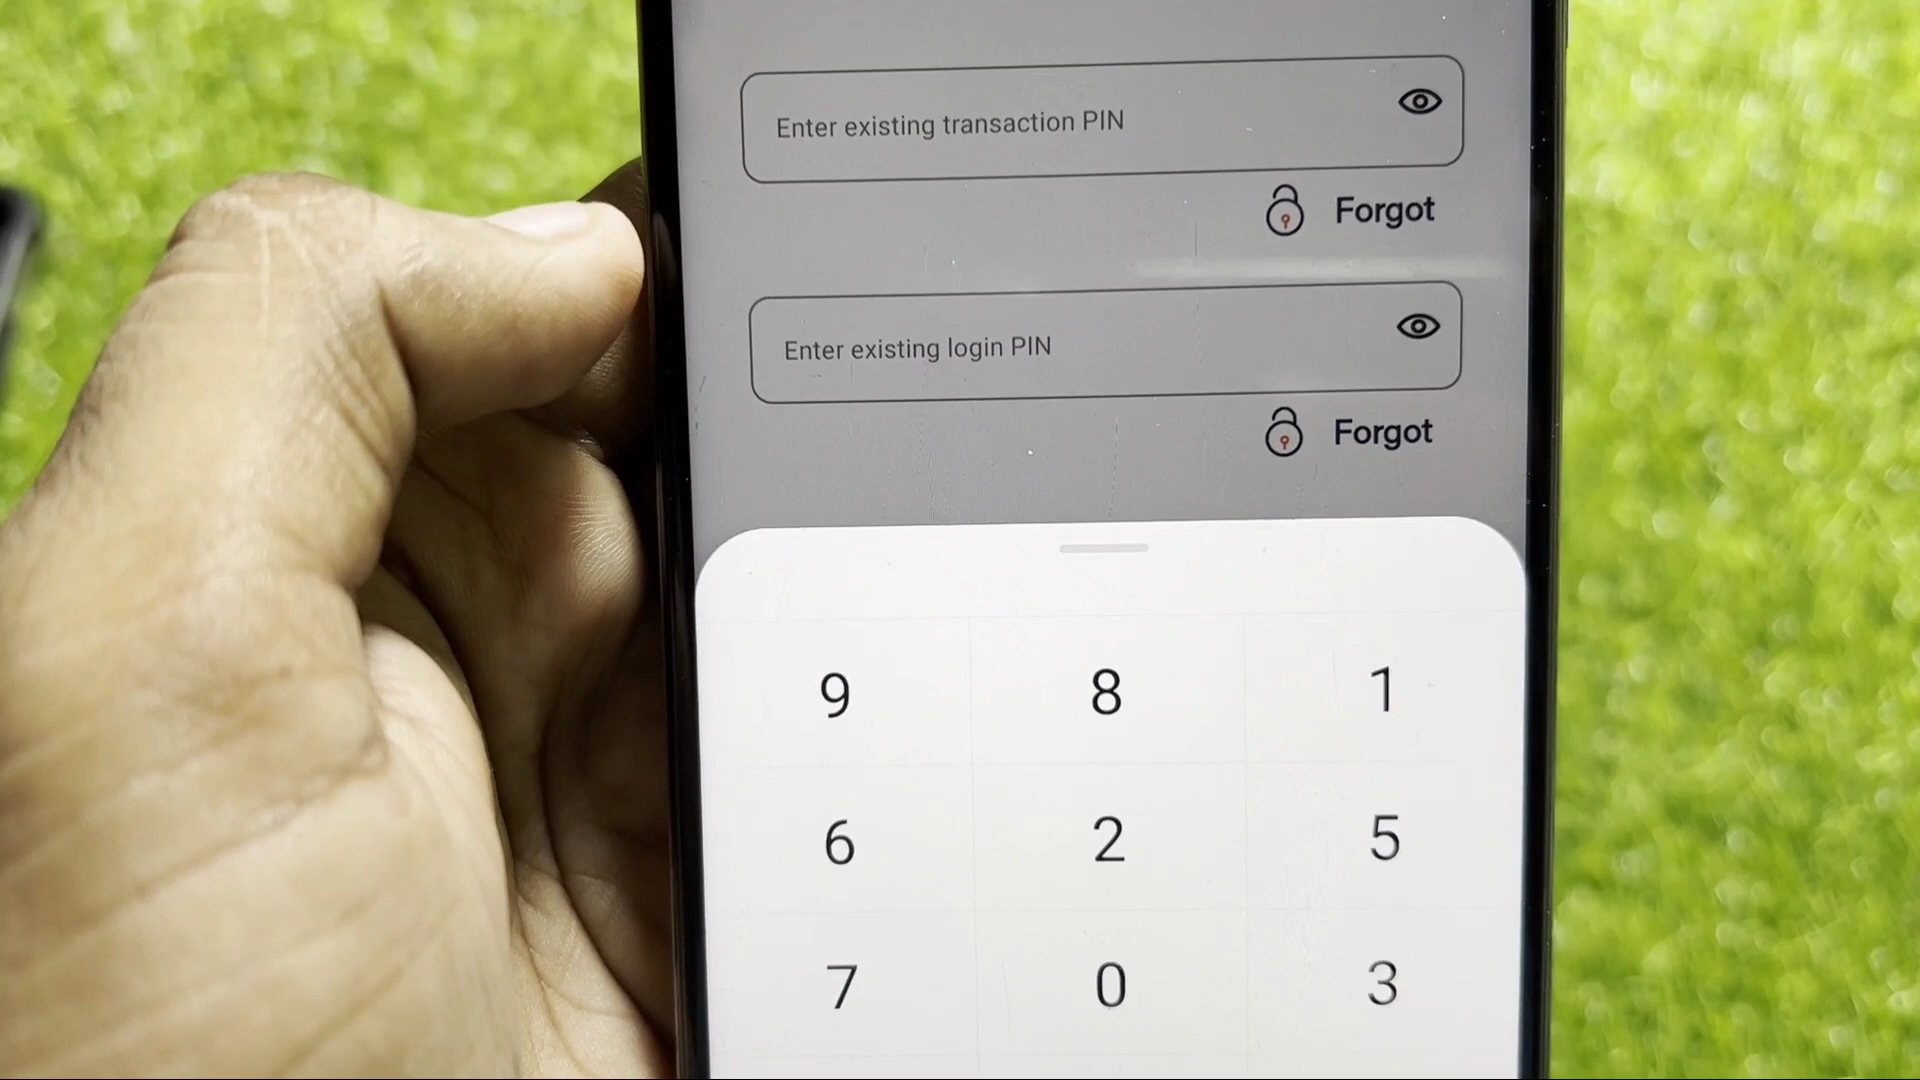 Enter existing transaction PIN
Forgot
Enter existing login PIN
Forgot
9 8 1
6 2 5
7 0 3